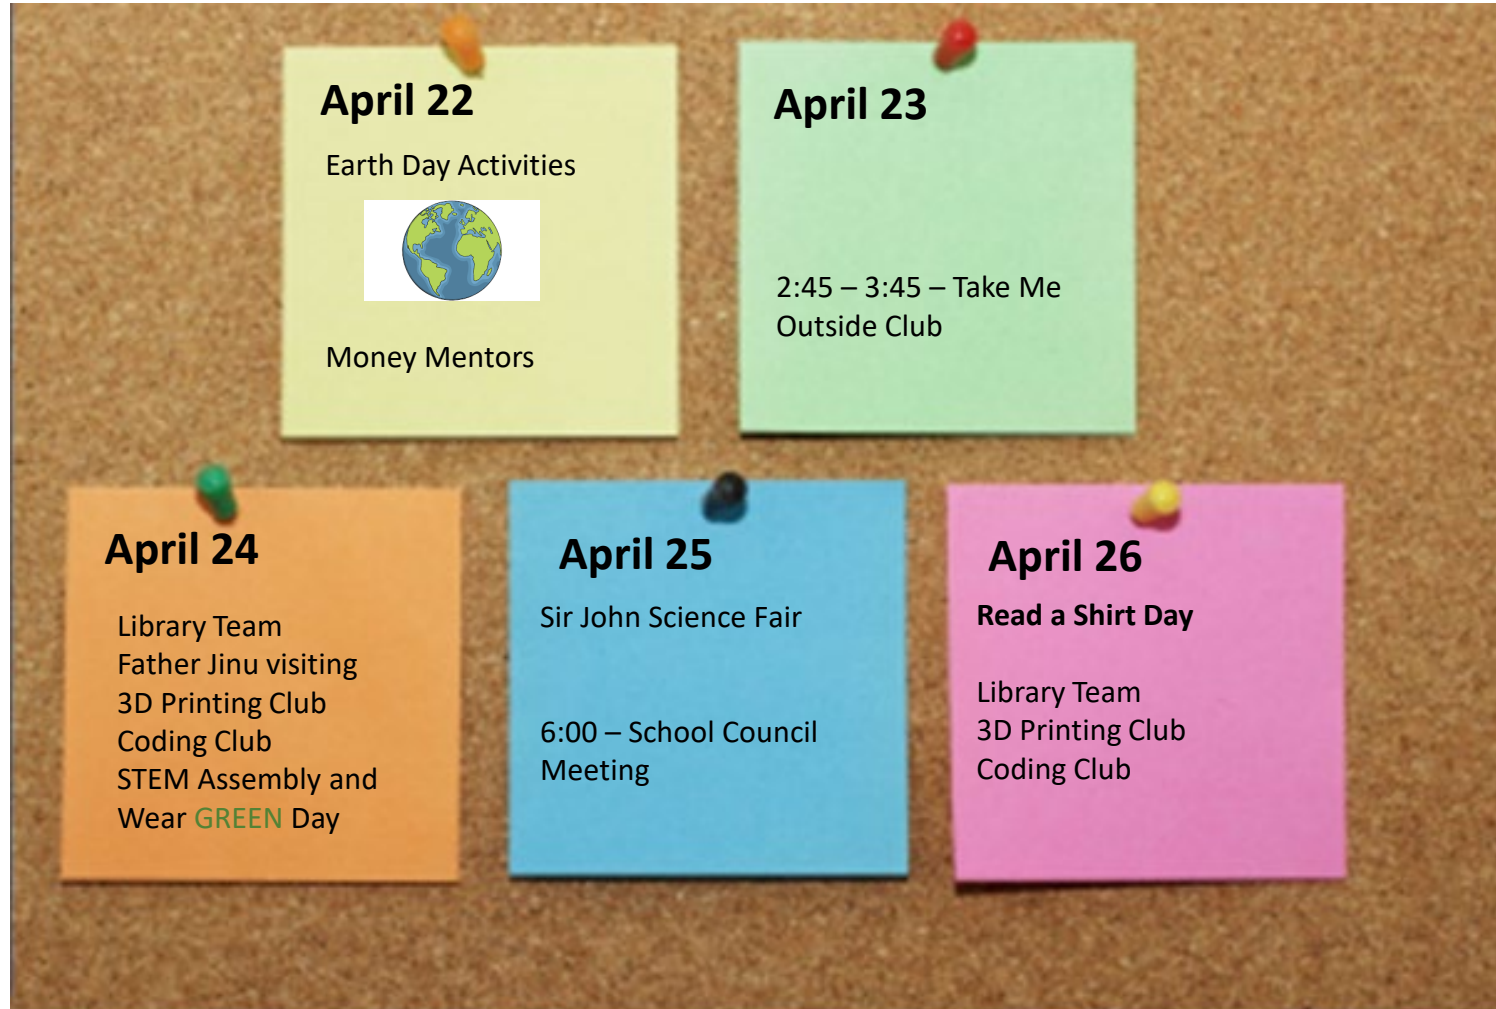 April 22
Earth Day Activities
Money Mentors
April 23
2:45 – 3:45 – Take Me
Outside Club
April 24
Library Team
Father Jinu visiting
3D Printing Club
Coding Club
STEM Assembly and
Wear GREEN Day
April 25
Sir John Science Fair
6:00 – School Council
Meeting
April 26
Read a Shirt Day
Library Team
3D Printing Club
Coding Club